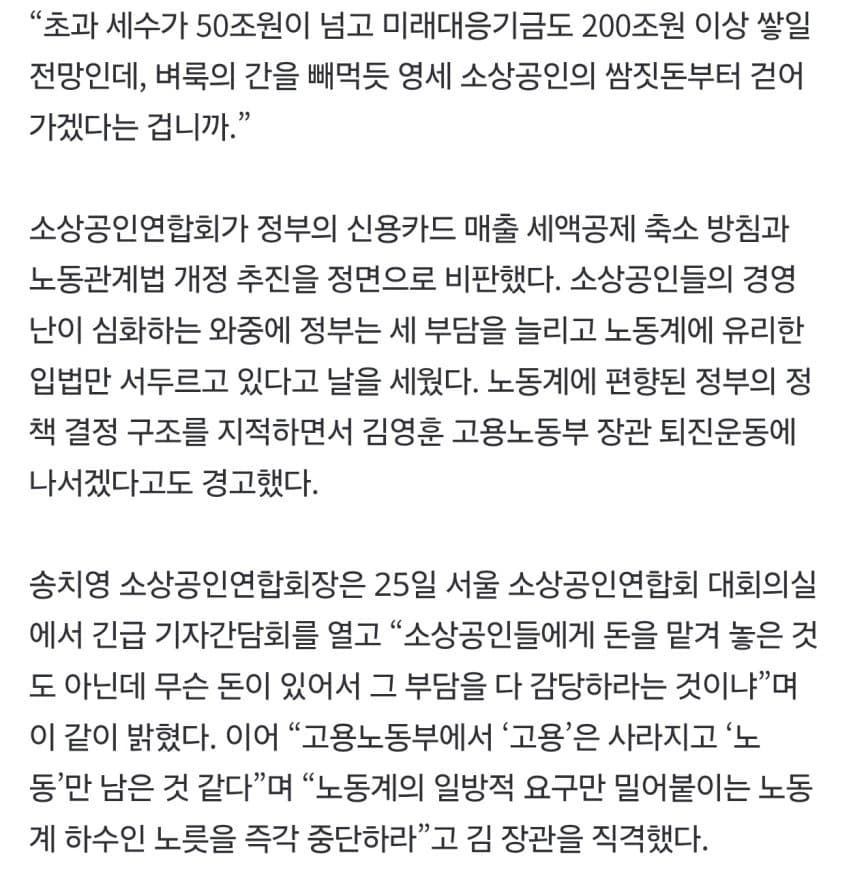 “초과 세수가 50조원이 넘고 미래대응기금도 200조원 이상 쌓일
전망인데, 벼룩의 간을 빼먹듯 영세 소상공인의 쌈짓돈부터 걷어
가겠다는 겁니까.”
소상공인연합회가 정부의 신용카드 매출 세액공제 축소 방침과
노동관계법 개정 추진을 정면으로 비판했다. 소상공인들의 경영
난이 심화하는 와중에 정부는 세 부담을 늘리고 노동계에 유리한
입법만 서두르고 있다고 날을 세웠다. 노동계에 편향된 정부의 정
책 결정 구조를 지적하면서 김영훈 고용노동부 장관 퇴진운동에
나서겠다고도 경고했다.
송치영 소상공인연합회장은 25일 서울 소상공인연합회 대회의실
에서 긴급 기자간담회를 열고 “소상공인들에게 돈을 맡겨 놓은 것
도 아닌데 무슨 돈이 있어서 그 부담을 다 감당하라는 것이냐”며
이 같이 밝혔다. 이어 “고용노동부에서 ‘고용’은 사라지고 ‘노
동’만 남은 것 같다”며 “노동계의 일방적 요구만 밀어붙이는 노동
계 하수인 노릇을 즉각 중단하라”고 김 장관을 직격했다.